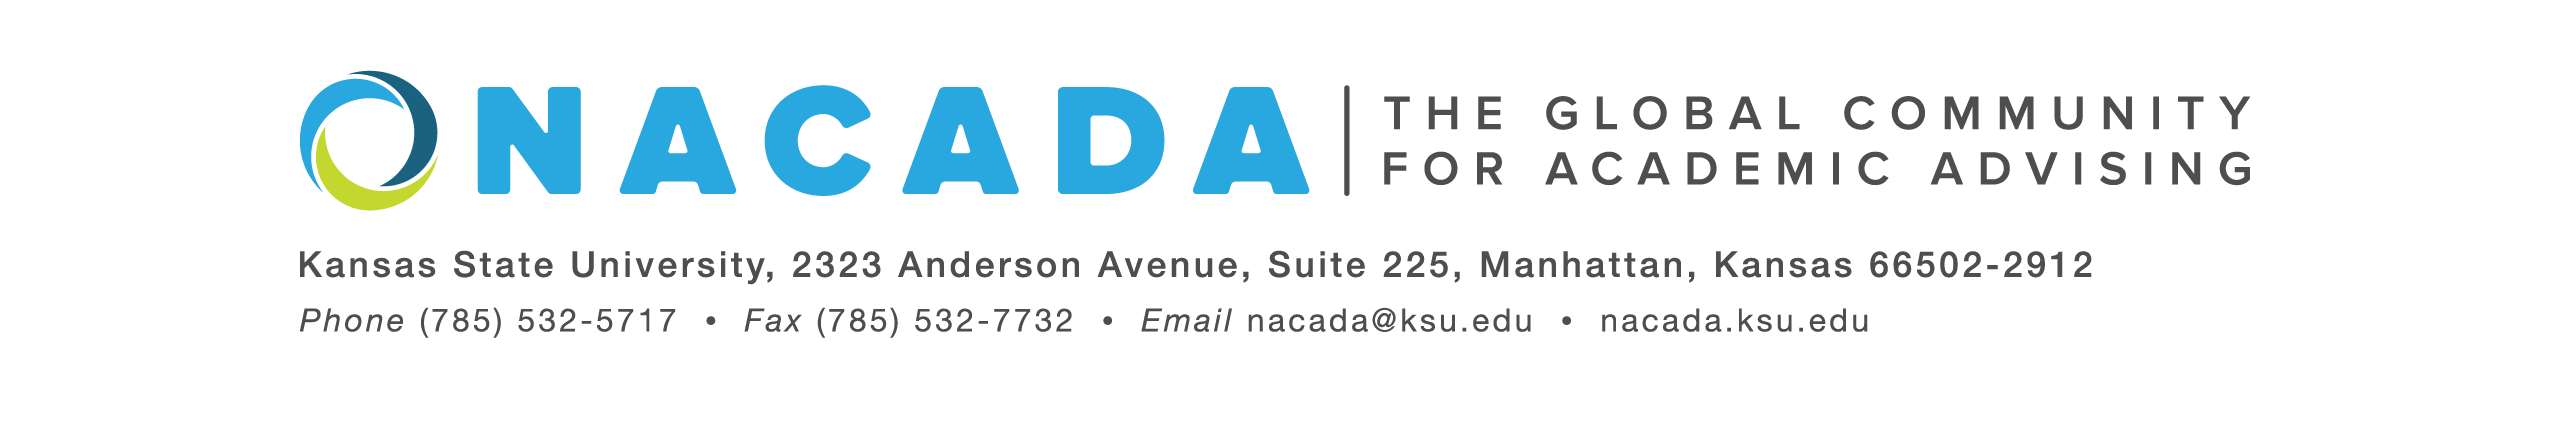 NACADA
THE GLOBAL COMMUNITY
FOR ACADEMIC ADVISING
Kansas State University, 2323 Anderson Avenue, Suite 225, Manhattan, Kansas 66502-2912
Phone (785) 532-5717 • Fax (785) 532-7732 • Email nacada@ksu.edu • nacada.ksu.edu